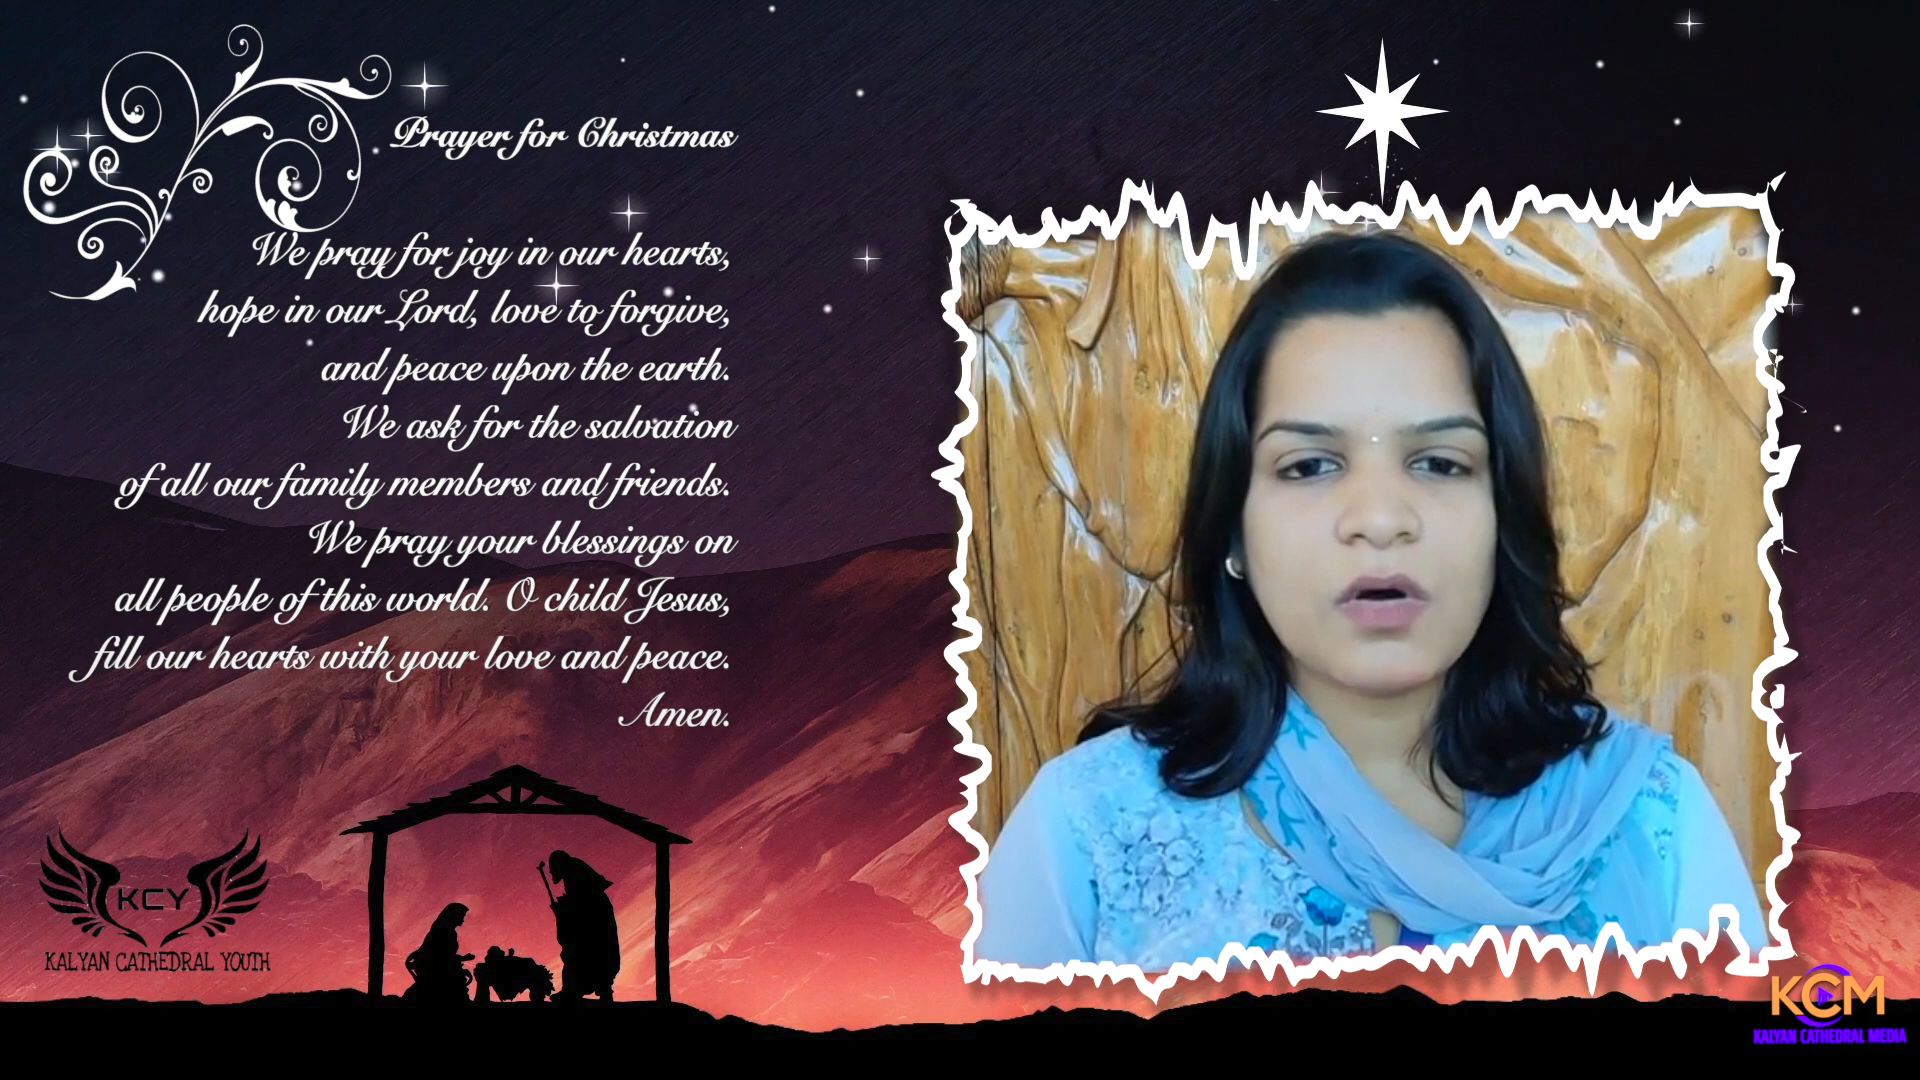 Prayer for Christmas
We pray for joy in our hearts,
hope in our Lord, love to forgive,
and peace upon the earth.
We ask for the salvation
of all our family members and friends.
We pray your blessings on
all people of this world. O child Jesus,
fill our hearts with your love and peace.
Amen.
KCY
KALYAN CATHEDRAL YOUTH
KCM
KALYAN CATHEDRAL MEDIA